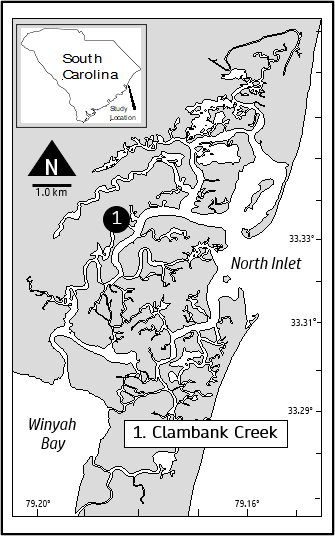 South
Carolina
Study
Location
N
1.0 km
1
33.33°
North Inlet
33.31°
33.29°
Winyah
Bay
1. Clambank Creek
79.20°
79.16°